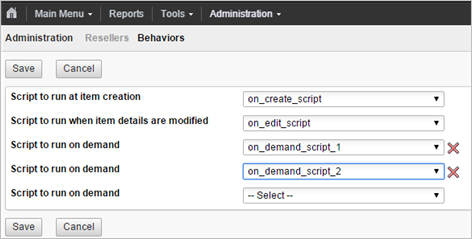 Main Menu Reports Tools Administration
Administration Resellers Behaviors
Save Cancel
Script to run at item creation on_create_script
Script to run when item details are modified on_edit_script
Script to run on demand on_demand_script_1
Script to run on demand on_demand_script_2
Script to run on demand -- Select --
Save Cancel